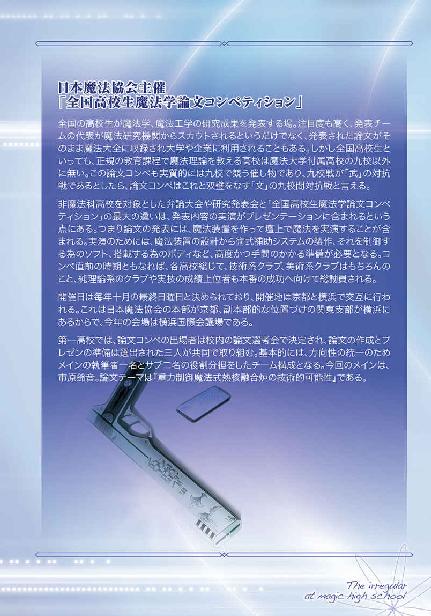 日本魔法協会主催
「全国高校生魔法学論文コンペティション」
全国の高校生が魔法学、魔法工学の研究成果を発表する場。注目度も高く、発表チー
ムの代表が魔法研究機関からスカウトされるというだけでなく、発表された論文がそ
のまま魔法大全に収録され大学や企業に利用されることもある。しかし全国高校生と
いっても、正規の教育課程で魔法理論を教える高校は魔法大学付属高校の九校以外
に無い。この論文コンペも実質的には九校で競う催し物であり、九校戦が『武』の対抗
戦であるとしたら、論文コンペはこれと双璧をなす『文』の九校間対抗戦と言える。
非魔法科高校を対象とした弁論大会や研究発表会と「全国高校生魔法学論文コンペ
ティション」の最大の違いは、発表内容の実演がプレゼンテーションに含まれるという
点にある。つまり論文の発表には、魔法装置を作って壇上で魔法を実演することが含
まれる。実演のためには、魔法装置の設計から術式補助システムの製作、それを制御す
る為のソフト、搭載する為のボディなど、高度かつ手間のかかる準備が必要となる。コ
ンペ直前の時期ともなれば、各高校総じて、技術系クラブ、美術系クラブはもちろんの
こと、純理論系のクラブや実技の成績上位者も本番の成功へ向けて総動員される。
開催日は毎年十月の最終日曜日と決められており、開催地は京都と横浜で交互に行わ
れる。これは日本魔法協会の本部が京都、副本部的な位置づけの関東支部が横浜に
あるからで、今年の会場は横浜国際会議場である。
第一高校では、論文コンペの出場者は校内の論文選考会で決定され、論文の作成とプ
レゼンの準備は選出された三人が共同で取り組む。基本的には、方向性の統一のため
メインの執筆者一名とサブ二名の役割分担をしたチーム構成となる。今回のメインは、
市原鈴音。論文テーマは『重力制御魔法式熱核融合炉の技術的可能性』である。
The irregular
at magic high school